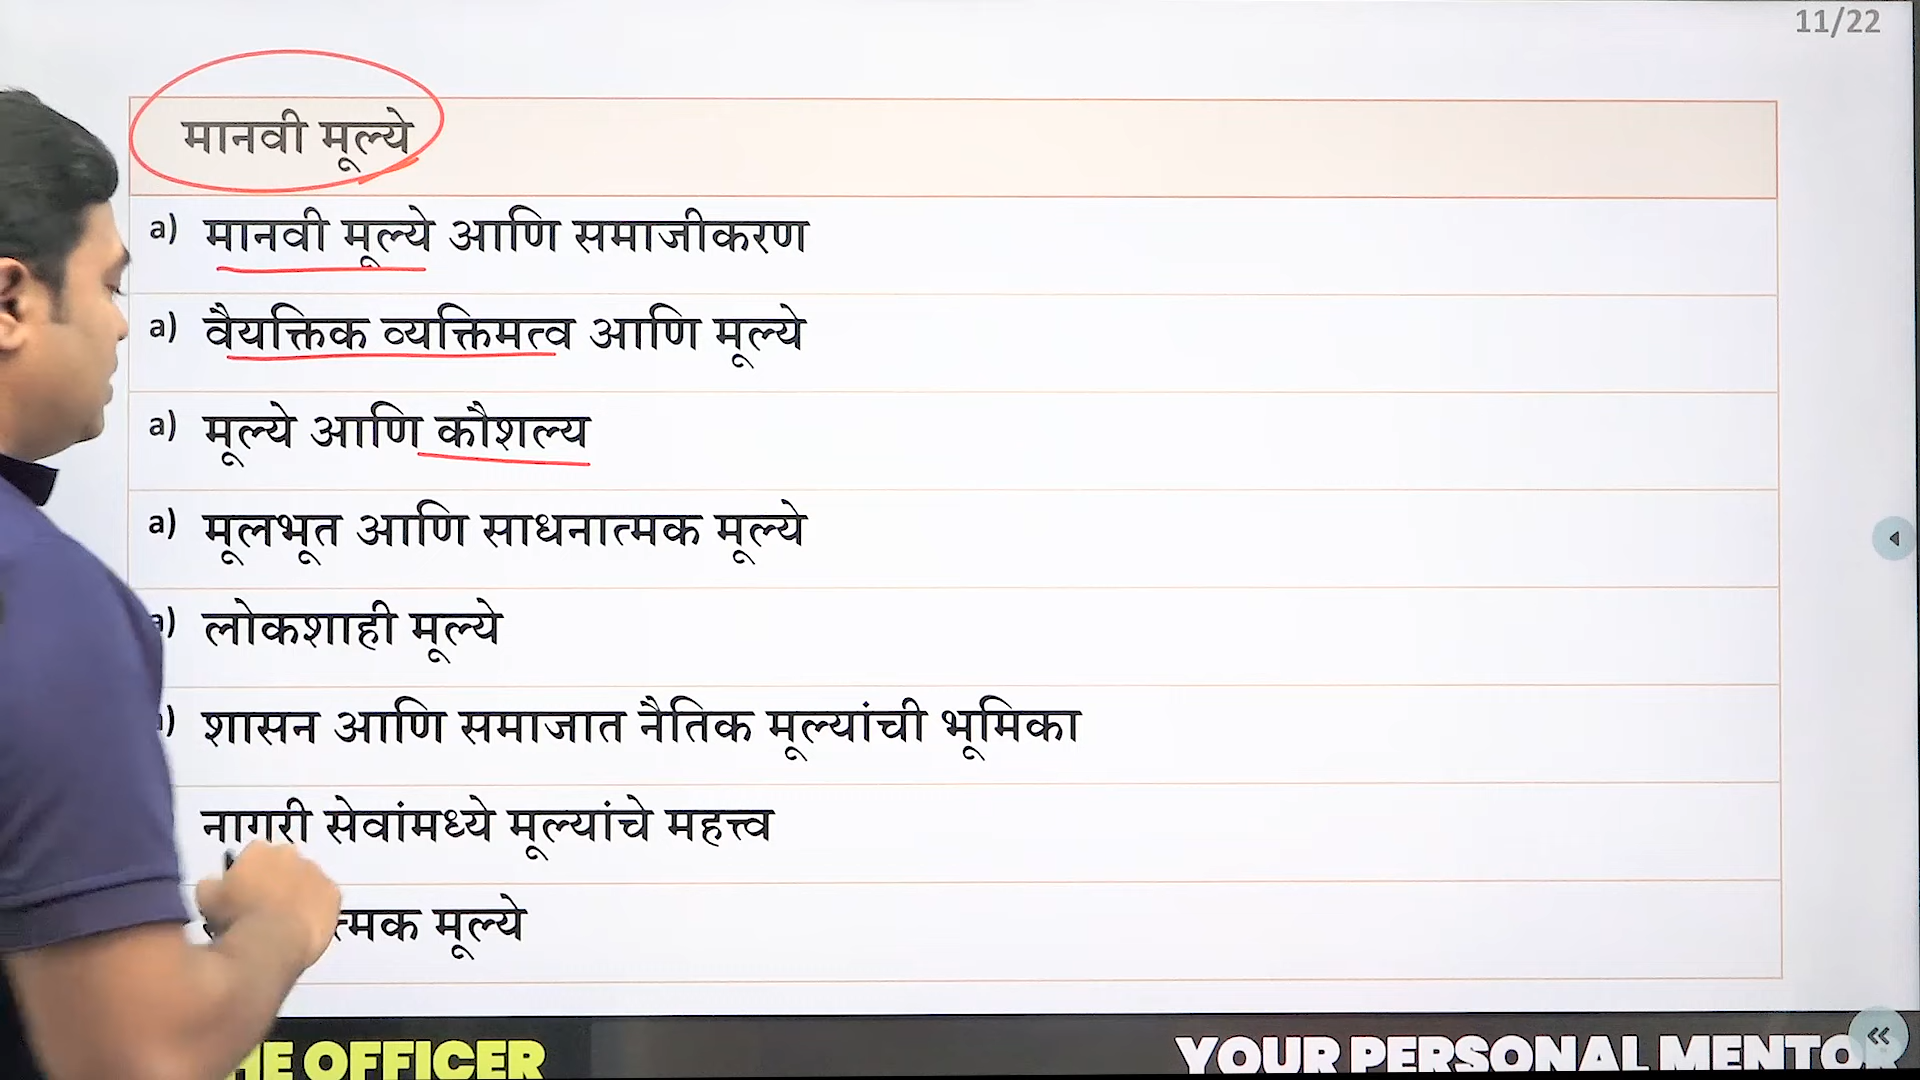 11/22
मानवी मूल्ये
a) मानवी मूल्ये आणि समाजीकरण
a) वैयक्तिक व्यक्तिमत्व आणि मूल्ये
a) मूल्ये आणि कौशल्य
a) मूलभूत आणि साधनात्मक मूल्ये
लोकशाही मूल्ये
शासन आणि समाजात नैतिक मूल्यांची भूमिका
नागरी सेवांमध्ये मूल्यांचे महत्त्व
मूल्ये
OFFICER
YOUR PERSONAL MENTOR